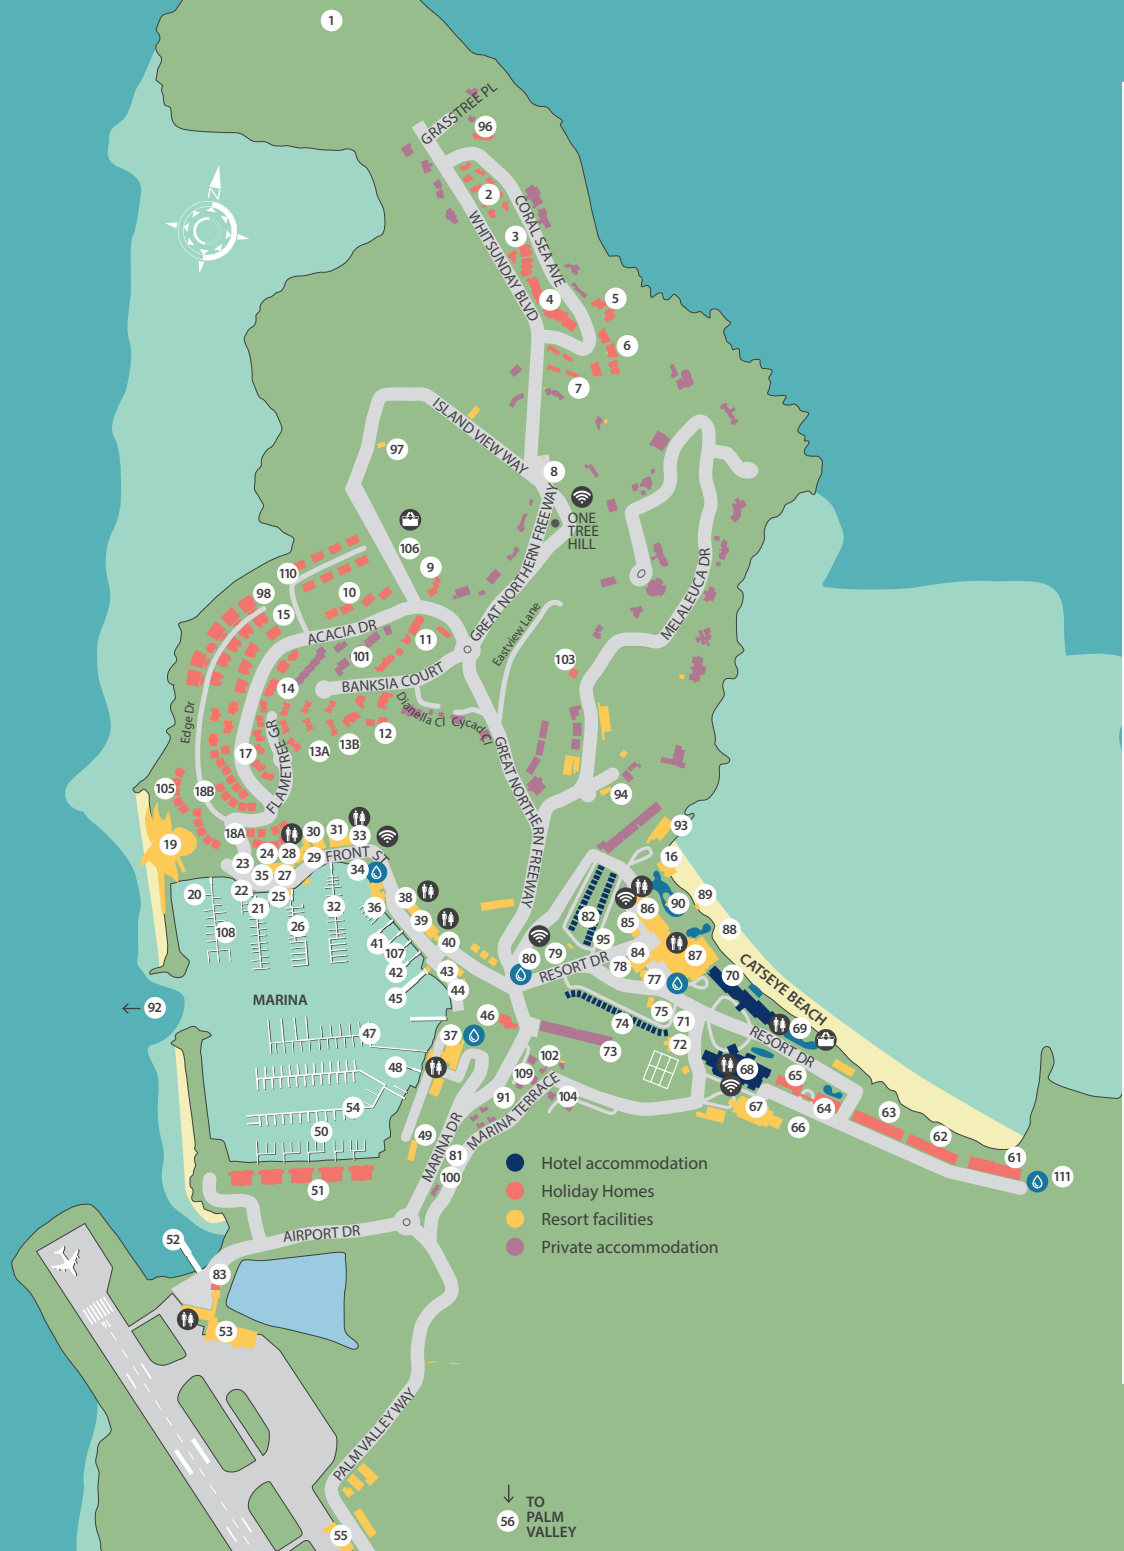 1
GRASSTREE PL
96
N
2
CORAL SEA AVE
WHITSUNDAY BLVD
3
4
5
6
7
ISLAND VIEW WAY
97
8
ONE
TREE
HILL
GREAT NORTHERN FREEWAY
106
9
110
10
98
15
ACACIA DR
11
101
BANKSIA COURT
Eastview Lane
MELALEUCA DR
103
14
Dianella Cl
Cycad Cl
Edge Dr
12
13B
13A
17
FLAMETREE GR
GREAT NORTHERN FREEWAY
105
18B
94
93
18A
30
31
33
19
24
28
29
FRONT ST
16
23
35
27
34
22
25
20
21
26
32
36
38
89
90
86
82
85
88
108
39
41
107
40
95
84
87
80
79
78
RESORT DR
77
70
CATSEYE BEACH
42
43
44
45
92
MARINA
46
75
71
74
69
RESORT DR
47
37
72
73
102
48
109
68
65
54
91
MARINA TERRACE
104
67
64
63
50
49
MARINA DR
66
62
81
100
61
111
51
Hotel accommodation
Holiday Homes
Resort facilities
Private accommodation
AIRPORT DR
52
83
53
PALM VALLEY WAY
55
56
TO
PALM
VALLEY